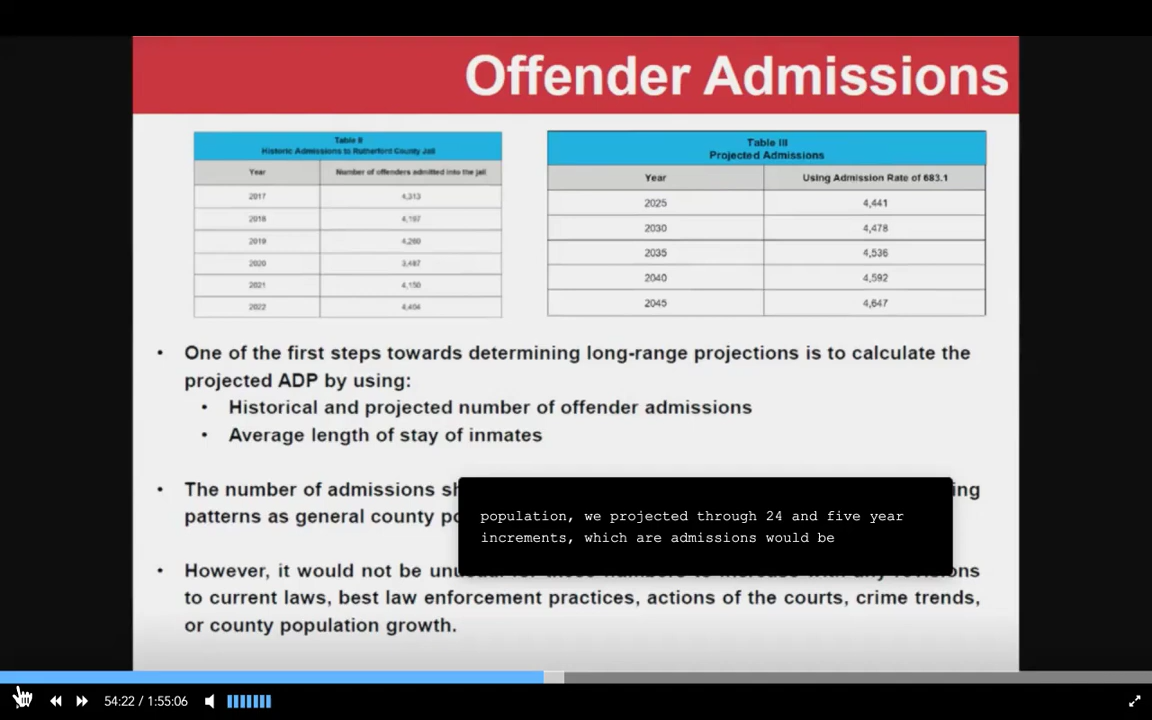 Offender Admissions
Table II
Historic Admissions to Rutherford County Jail
Year Number of offenders admitted into the jail
2017 4,313
2018
2019 4,260
2020
2021 4,150
2022
Table III
Projected Admissions
Year Using Admission Rate of 683.1
2025 4,441
2030 4,478
2035 4,536
2040 4,592
2045 4,647
• One of the first steps towards determining long-range projections is to calculate the
projected ADP by using:
• Historical and projected number of offender admissions
• Average length of stay of inmates
• The number of admissions
patterns as general county
population, we projected through 24 and five year
increments, which are admissions would be
• However, it would not be
to current laws, best law enforcement practices, actions of the courts, crime trends,
or county population growth.
54:22 / 1:55:06